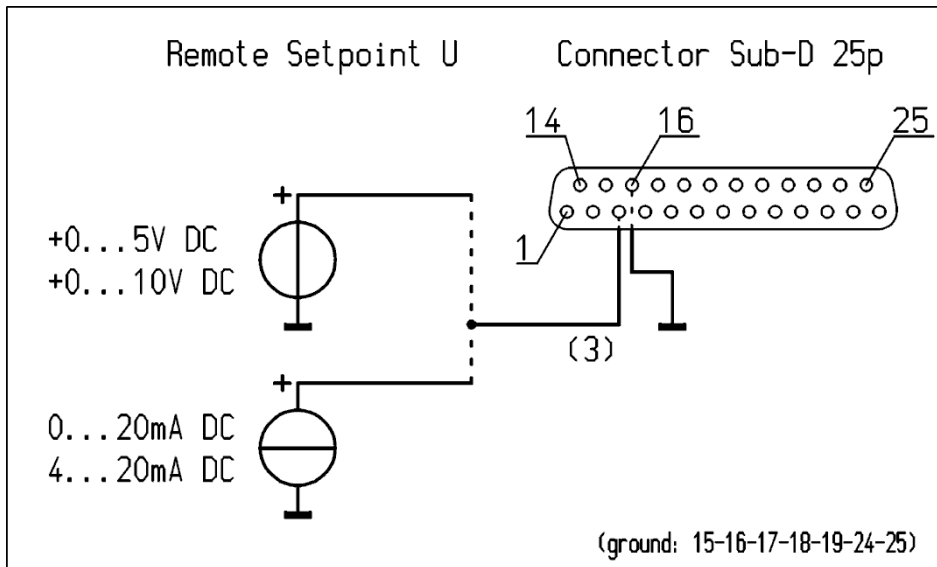 Remote Setpoint U
Connector Sub-D 25p
14
16
25
1
+
+0...5V DC
+0...10V DC
(3)
+
0...20mA DC
4...20mA DC
(ground: 15-16-17-18-19-24-25)